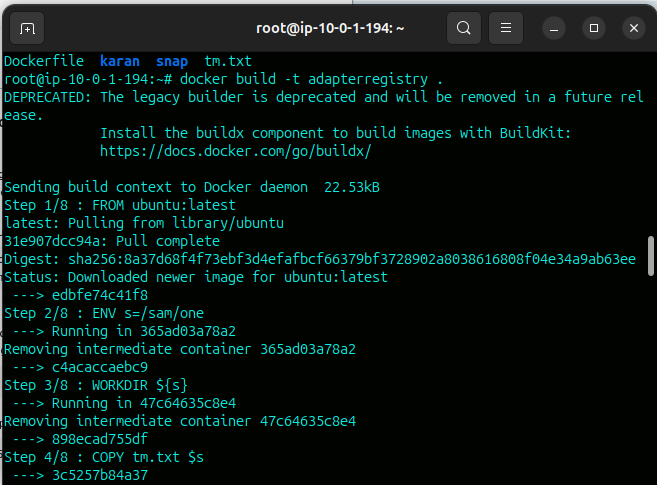 root@ip-10-0-1-194: ~
Dockerfile  karan  snap  tm.txt
root@ip-10-0-1-194:~# docker build -t adapterregistry .
DEPRECATED: The legacy builder is deprecated and will be removed in a future rel
ease.
            Install the buildx component to build images with BuildKit:
            https://docs.docker.com/go/buildx/

Sending build context to Docker daemon  22.53kB
Step 1/8 : FROM ubuntu:latest
latest: Pulling from library/ubuntu
31e907dcc94a: Pull complete
Digest: sha256:8a37d68f4f73ebf3d4efafbcf66379bf3728902a8038616808f04e34a9ab63ee
Status: Downloaded newer image for ubuntu:latest
 ---> edbfe74c41f8
Step 2/8 : ENV s=/sam/one
 ---> Running in 365ad03a78a2
Removing intermediate container 365ad03a78a2
 ---> c4acaccaebc9
Step 3/8 : WORKDIR ${s}
 ---> Running in 47c64635c8e4
Removing intermediate container 47c64635c8e4
 ---> 898ecad755df
Step 4/8 : COPY tm.txt $s
 ---> 3c5257b84a37